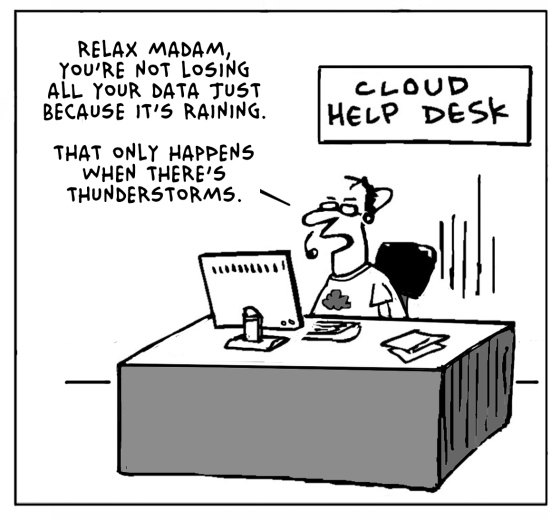 RELAX MADAM,
YOU'RE NOT LOSING
ALL YOUR DATA JUST
BECAUSE IT'S RAINING.
THAT ONLY HAPPENS
WHEN THERE'S
THUNDERSTORMS.
CLOUD
HELP DESK